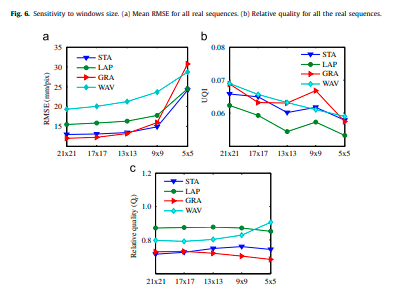 Fig. 6. Sensitivity to windows size. (a) Mean RMSE for all real sequences. (b) Relative quality for all the real sequences.
a
35
30
25
20
15
RMSE (mm/pix)
STA
LAP
GRA
WAV
21x21 17x17 13x13 9x9 5x5
b
0.08
0.07
0.06
UQI
STA
LAP
GRA
WAV
21x21 17x17 13x13 9x9 5x5
c
1.2
1.0
0.8
Relative quality (Qi)
STA
LAP
GRA
WAV
21x21 17x17 13x13 9x9 5x5